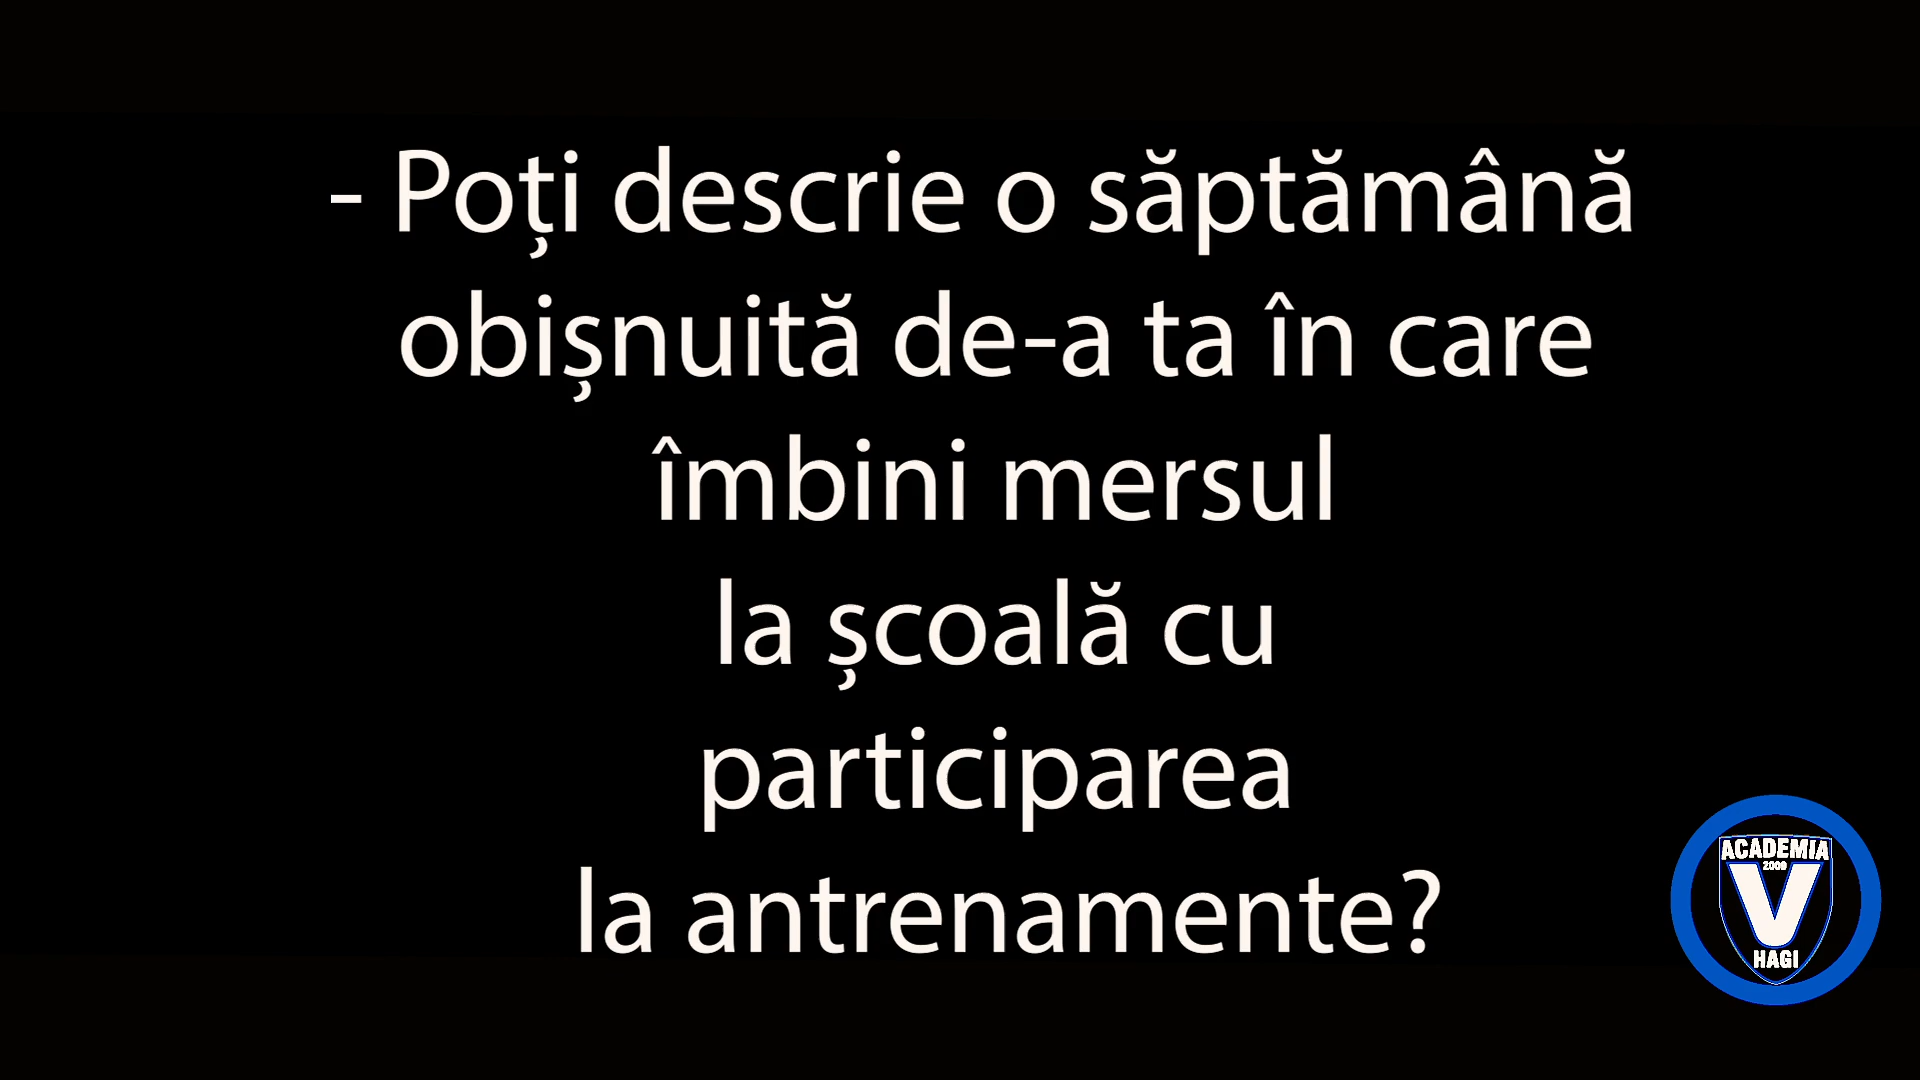 - Poți descrie o săptămână
obișnuită de-a ta în care
îmbini mersul
la școală cu
participarea
la antrenamente?
ACADEMIA
2009
V
HAGI